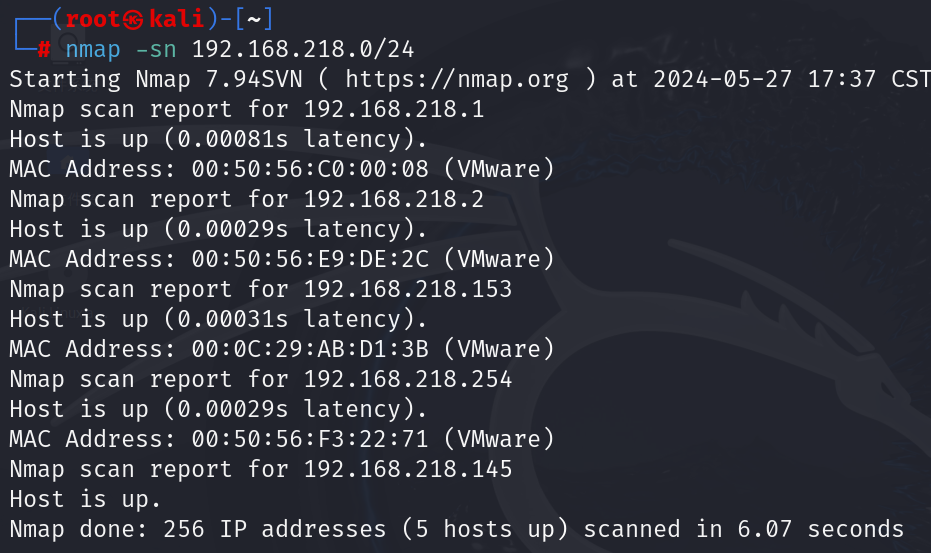 ┌──(root㉿kali)-[~]
└─# nmap -sn 192.168.218.0/24
Starting Nmap 7.94SVN ( https://nmap.org ) at 2024-05-27 17:37 CST
Nmap scan report for 192.168.218.1
Host is up (0.00081s latency).
MAC Address: 00:50:56:C0:00:08 (VMware)
Nmap scan report for 192.168.218.2
Host is up (0.00029s latency).
MAC Address: 00:50:56:E9:DE:2C (VMware)
Nmap scan report for 192.168.218.153
Host is up (0.00031s latency).
MAC Address: 00:0C:29:AB:D1:3B (VMware)
Nmap scan report for 192.168.218.254
Host is up (0.00029s latency).
MAC Address: 00:50:56:F3:22:71 (VMware)
Nmap scan report for 192.168.218.145
Host is up.
Nmap done: 256 IP addresses (5 hosts up) scanned in 6.07 seconds